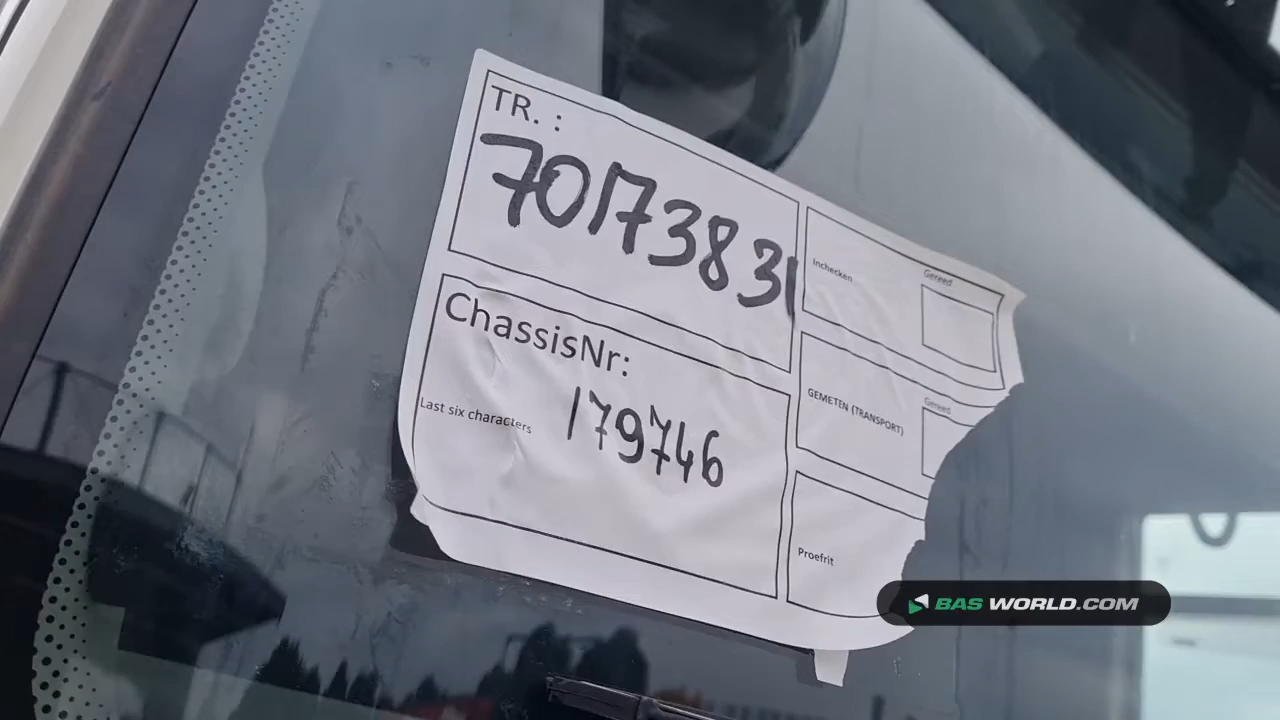 TR. :
70173831
ChassisNr:
Last six characters
179746
Inchecken
Gereed
GEMETEN (TRANSPORT)
Gereed
Proefrit
BAS WORLD.COM